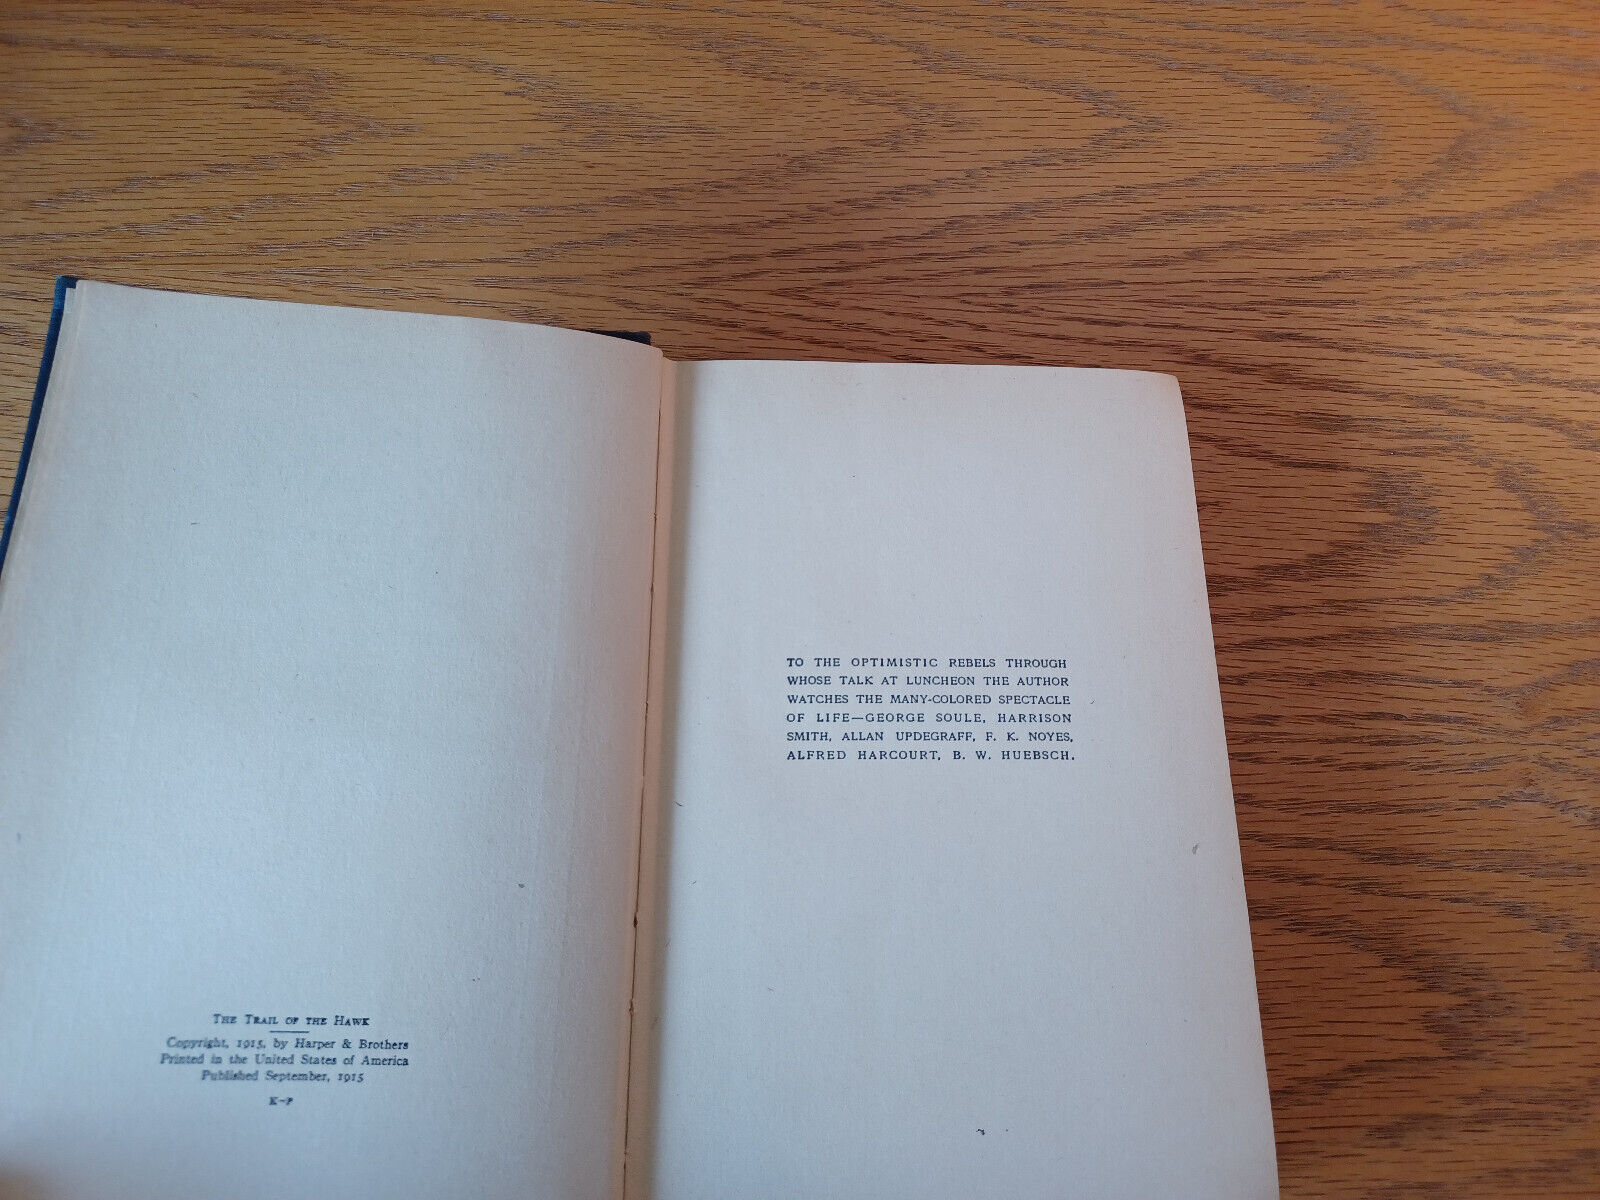 THE TRAIL OF THE HAWK
Copyright, 1915, by Harper & Brothers
Printed in the United States of America
Published September, 1915
K-P
TO THE OPTIMISTIC REBELS THROUGH
WHOSE TALK AT LUNCHEON THE AUTHOR
WATCHES THE MANY-COLORED SPECTACLE
OF LIFE—GEORGE SOULE, HARRISON
SMITH, ALLAN UPDEGRAFF, F. K. NOYES,
ALFRED HARCOURT, B. W. HUEBSCH.